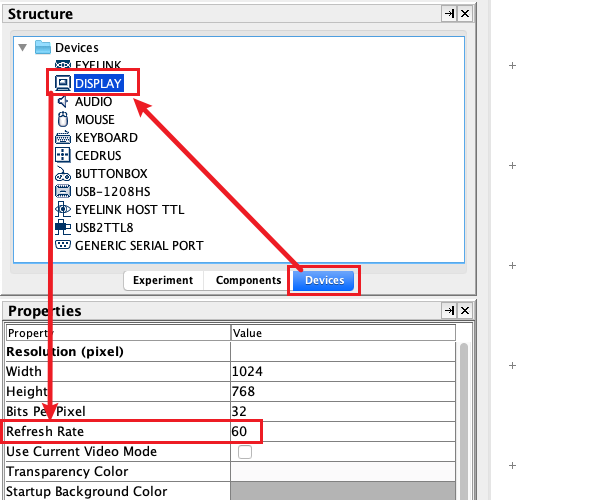 Structure
Devices
EYELINK
DISPLAY
AUDIO
MOUSE
KEYBOARD
CEDRUS
BUTTONBOX
USB-1208HS
EYELINK HOST TTL
USB2TTL8
GENERIC SERIAL PORT
Experiment Components Devices
Properties
Property Value
Resolution (pixel)
Width 1024
Height 768
Bits Per Pixel 32
Refresh Rate 60
Use Current Video Mode
Transparency Color
Startup Background Color